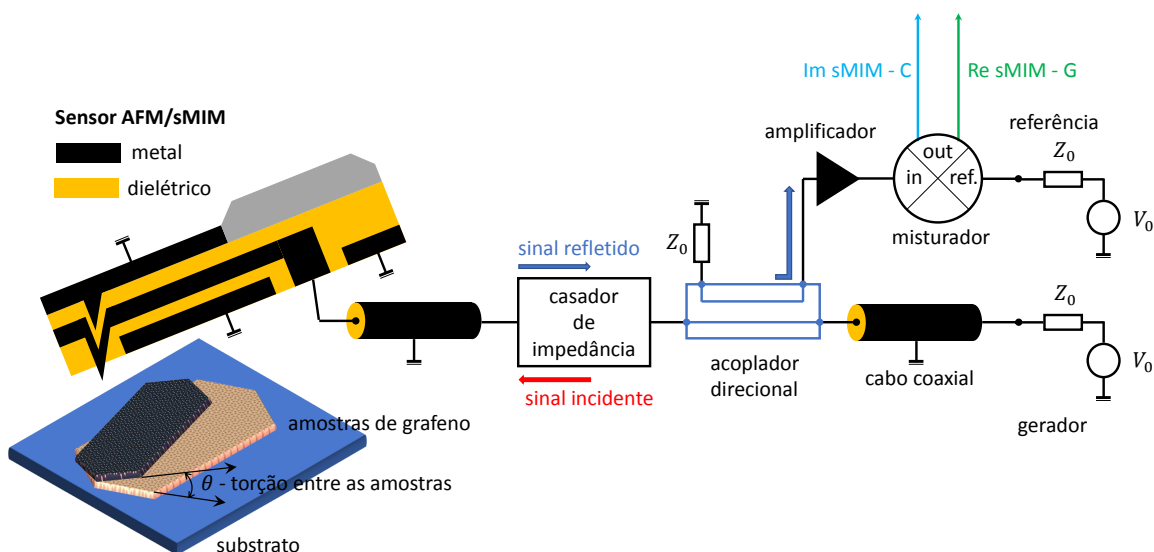 Im sMIM - C
Re sMIM - G
Sensor AFM/sMIM
metal
dielétrico
amplificador
referência
Z₀
out
in
ref.
V₀
misturador
Z₀
sinal refletido
casador
de
impedância
sinal incidente
acoplador
direcional
cabo coaxial
Z₀
V₀
gerador
amostras de grafeno
θ - torção entre as amostras
substrato